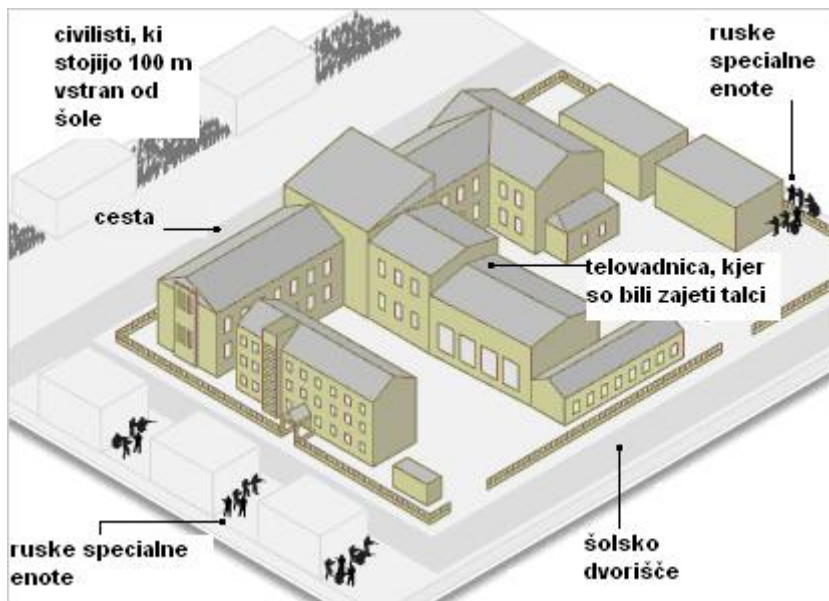 civilisti, ki
stojijo 100 m
vstran od
šole
ruske
specialne
enote
cesta
telovadnica, kjer
so bili zajeti talci
ruske specialne
enote
šolsko
dvorišče